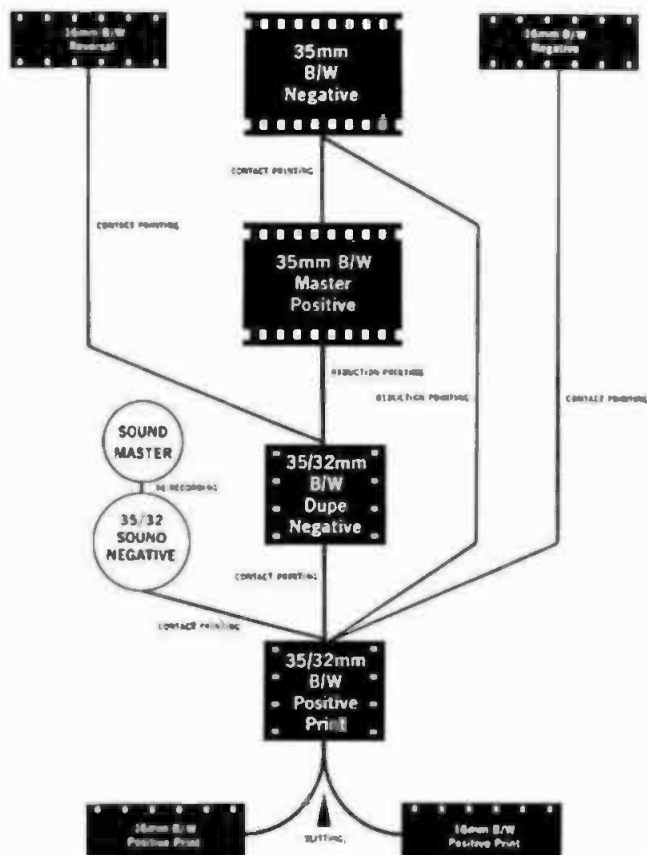 16mm B/W
Reversal
35mm
B/W
Negative
16mm B/W
Negative
CONTACT PRINTING
CONTACT PRINTING
35mm B/W
Master
Positive
REDUCTION PRINTING
REDUCTION PRINTING
CONTACT PRINTING
SOUND
MASTER
RE-RECORDING
35/32
SOUND
NEGATIVE
35/32mm
B/W
Dupe
Negative
CONTACT PRINTING
CONTACT PRINTING
35/32mm
B/W
Positive
Print
16mm B/W
Positive Print
SLITTING
16mm B/W
Positive Print